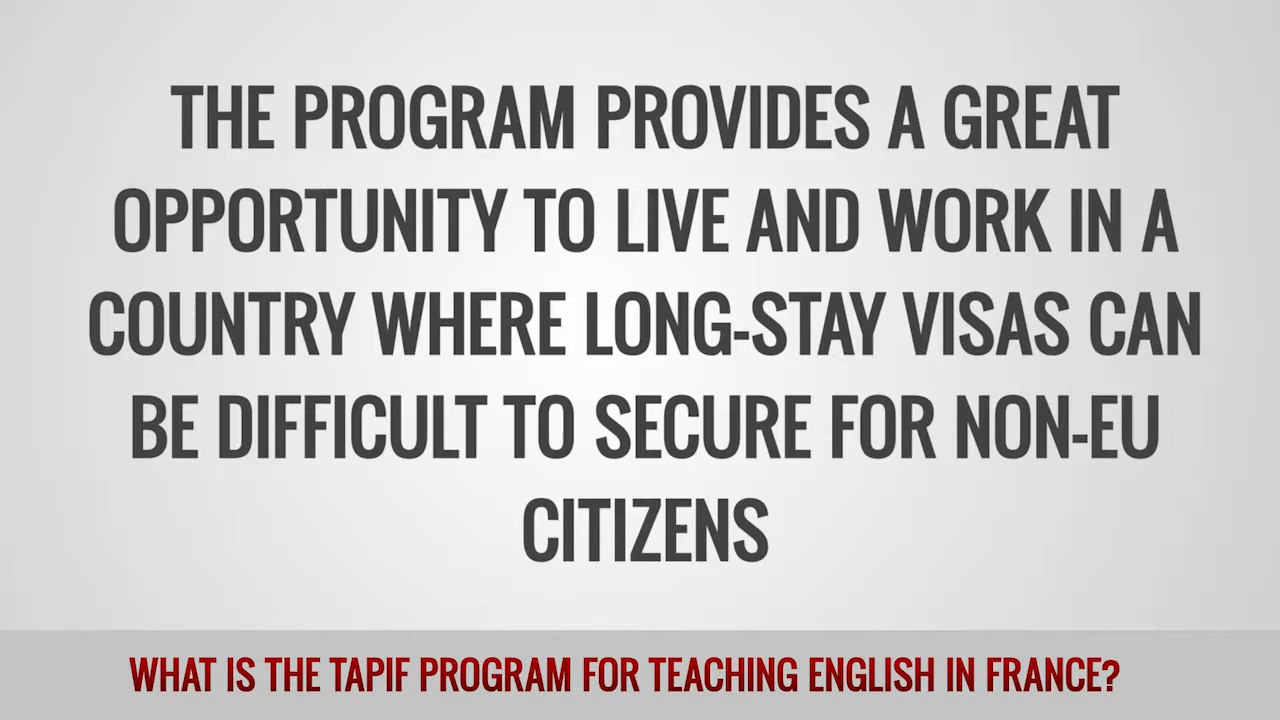 THE PROGRAM PROVIDES A GREAT
OPPORTUNITY TO LIVE AND WORK IN A
COUNTRY WHERE LONG-STAY VISAS CAN
BE DIFFICULT TO SECURE FOR NON-EU
CITIZENS
WHAT IS THE TAPIF PROGRAM FOR TEACHING ENGLISH IN FRANCE?